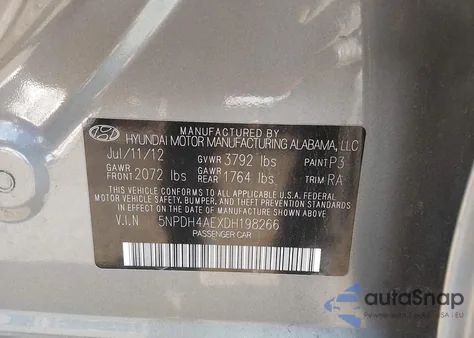 MANUFACTURED BY
HYUNDAI MOTOR MANUFACTURING ALABAMA, LLC
Jul/11/12 GVWR 3792 lbs PAINT P3
GAWR FRONT 2072 lbs GAWR REAR 1764 lbs TRIM RA
THIS VEHICLE CONFORMS TO ALL APPLICABLE U.S.A. FEDERAL
MOTOR VEHICLE SAFETY, BUMPER, AND THEFT PREVENTION
STANDARDS IN EFFECT ON THE DATE OF MANUFACTURE SHOWN ABOVE.
V.I.N 5NPDH4AEXDH198266
PASSENGER CAR
autoSnap